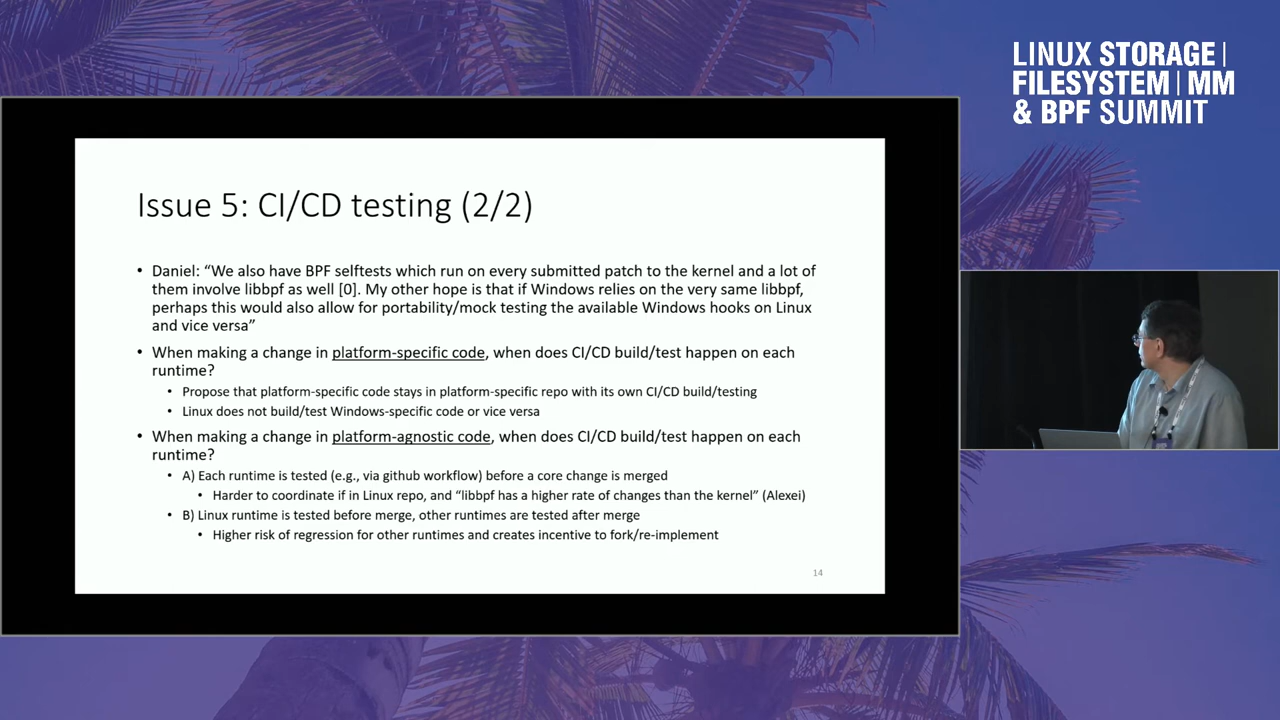 LINUX STORAGE |
FILESYSTEM | MM
& BPF SUMMIT
Issue 5: CI/CD testing (2/2)
• Daniel: “We also have BPF selftests which run on every submitted patch to the kernel and a lot of
them involve libbpf as well [0]. My other hope is that if Windows relies on the very same libbpf,
perhaps this would also allow for portability/mock testing the available Windows hooks on Linux
and vice versa”
• When making a change in platform-specific code, when does CI/CD build/test happen on each
runtime?
• Propose that platform-specific code stays in platform-specific repo with its own CI/CD build/testing
• Linux does not build/test Windows-specific code or vice versa
• When making a change in platform-agnostic code, when does CI/CD build/test happen on each
runtime?
• A) Each runtime is tested (e.g., via github workflow) before a core change is merged
• Harder to coordinate if in Linux repo, and “libbpf has a higher rate of changes than the kernel” (Alexei)
• B) Linux runtime is tested before merge, other runtimes are tested after merge
• Higher risk of regression for other runtimes and creates incentive to fork/re-implement
14